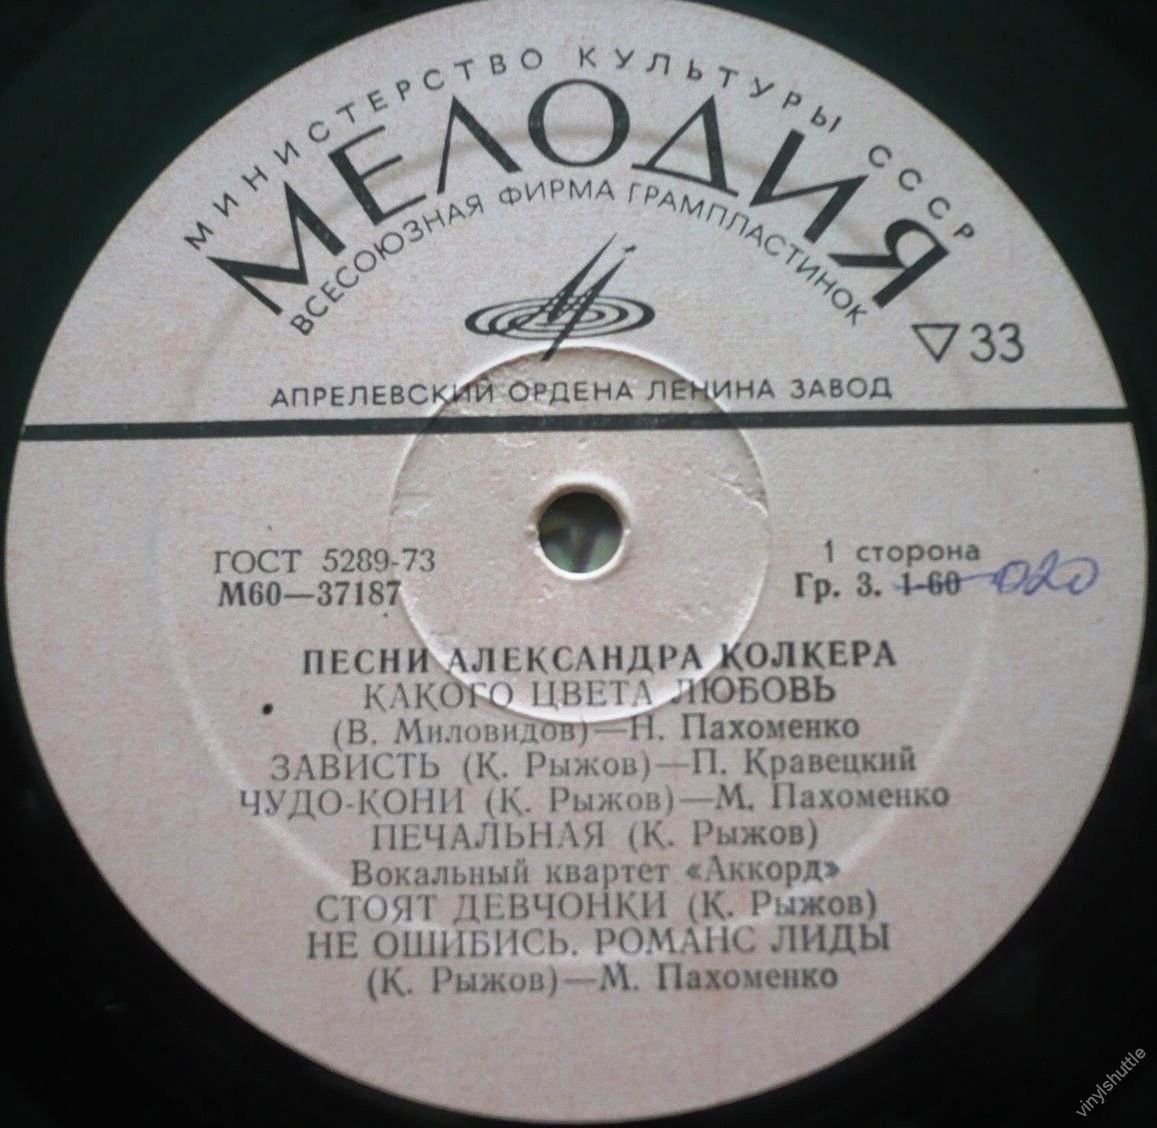 МИНИСТЕРСТВО КУЛЬТУРЫ СССР
МЕЛОДИЯ
ВСЕСОЮЗНАЯ ФИРМА ГРАМПЛАСТИНОК
33
АПРЕЛЕВСКИЙ ОРДЕНА ЛЕНИНА ЗАВОД
ГОСТ 5289-73
М60—37187
1 сторона
Гр. 3. 1-60 020
ПЕСНИ АЛЕКСАНДРА КОЛКЕРА
КАКОГО ЦВЕТА ЛЮБОВЬ
(В. Миловидов)—Н. Пахоменко
ЗАВИСТЬ (К. Рыжов)—П. Кравецкий
ЧУДО-КОНИ (К. Рыжов)—М. Пахоменко
ПЕЧАЛЬНАЯ (К. Рыжов)
Вокальный квартет «Аккорд»
СТОЯТ ДЕВЧОНКИ (К. Рыжов)
НЕ ОШИБИСЬ. РОМАНС ЛИДЫ
(К. Рыжов)—М. Пахоменко
vinylshuttle